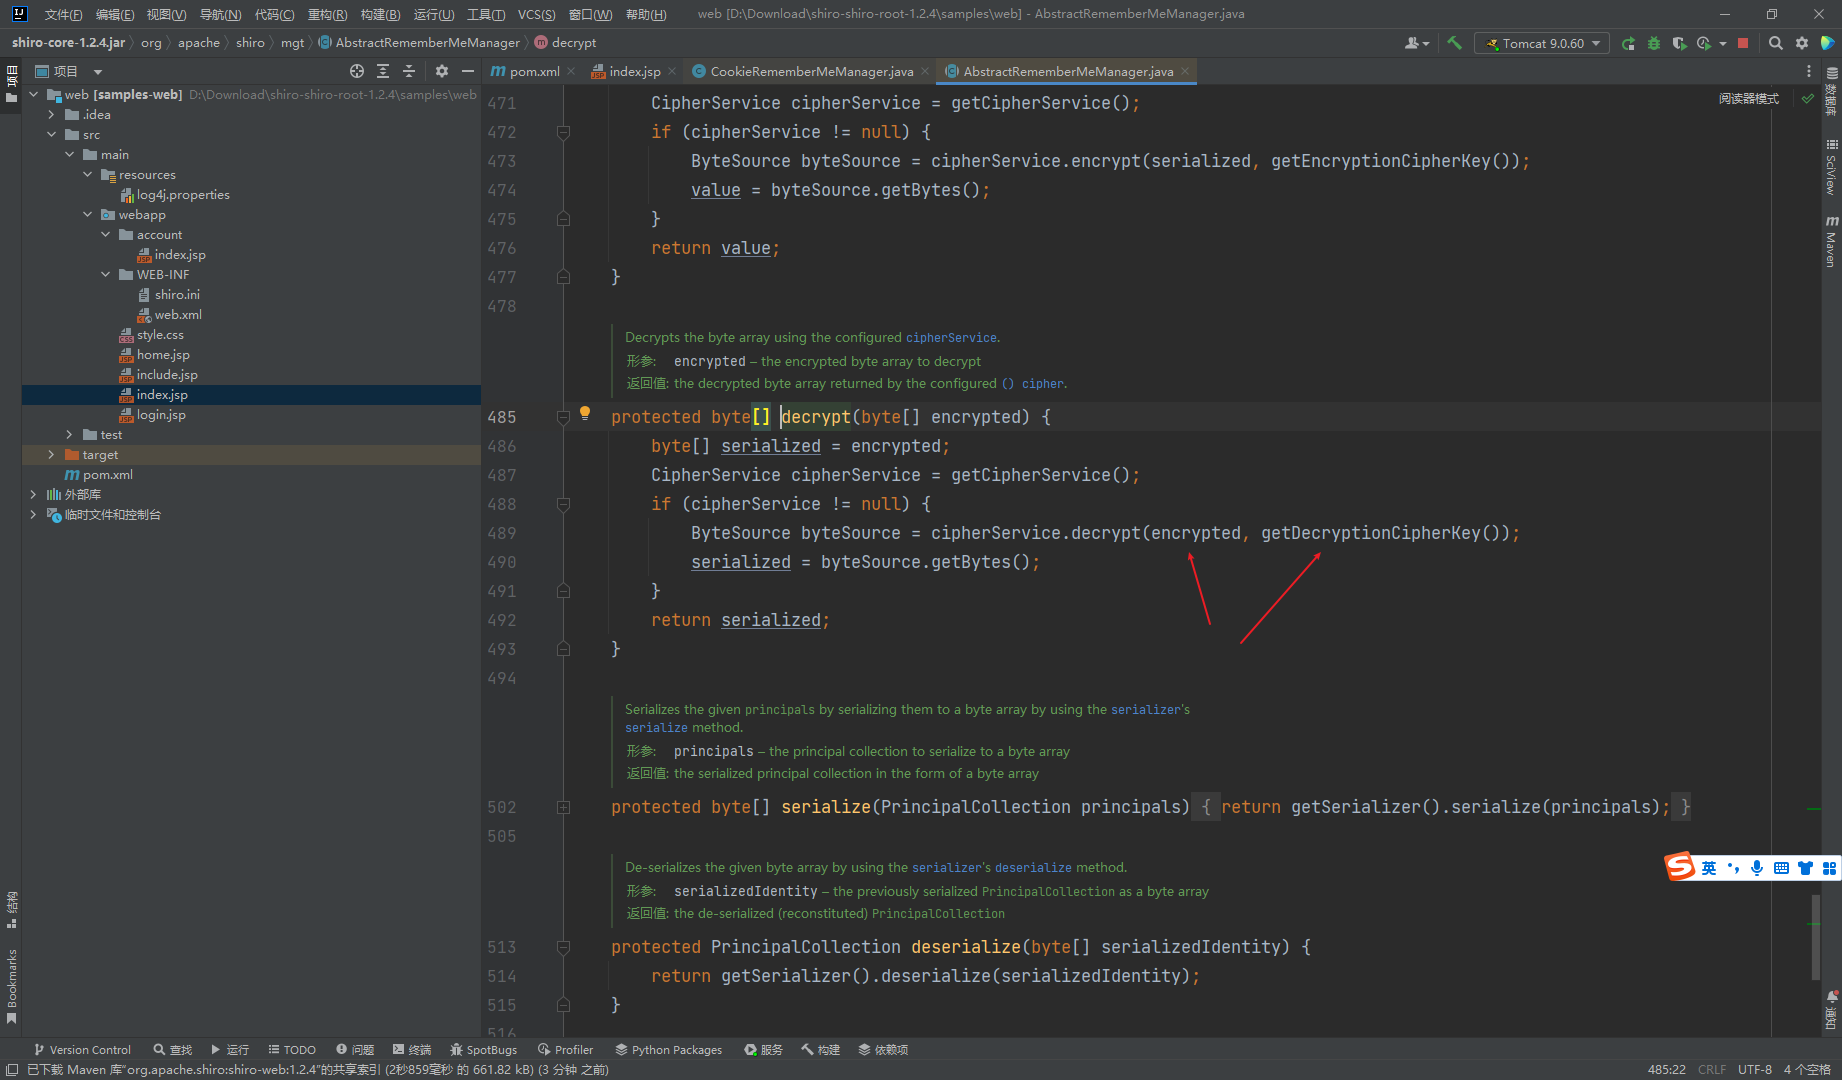 文件(F) 编辑(E) 视图(V) 导航(N) 代码(C) 重构(R) 构建(B) 运行(U) 工具(T) VCS(S) 窗口(W) 帮助(H) web [D:\Download\shiro-shiro-root-1.2.4\samples\web] - AbstractRememberMeManager.java
shiro-core-1.2.4.jar org apache shiro mgt AbstractRememberMeManager decrypt
Tomcat 9.0.60
项目
项目
pom.xml index.jsp CookieRememberMeManager.java AbstractRememberMeManager.java
阅读器模式
web [samples-web] D:\Download\shiro-shiro-root-1.2.4\samples\web
.idea
src
main
resources
log4j.properties
webapp
account
index.jsp
WEB-INF
shiro.ini
web.xml
style.css
home.jsp
include.jsp
index.jsp
login.jsp
test
target
pom.xml
外部库
临时文件和控制台
471 CipherService cipherService = getCipherService();
472 if (cipherService != null) {
473 ByteSource byteSource = cipherService.encrypt(serialized, getEncryptionCipherKey());
474 value = byteSource.getBytes();
475 }
476 return value;
477 }
478
Decrypts the byte array using the configured cipherService.
形参: encrypted – the encrypted byte array to decrypt
返回值: the decrypted byte array returned by the configured () cipher.
485 protected byte[] decrypt(byte[] encrypted) {
486 byte[] serialized = encrypted;
487 CipherService cipherService = getCipherService();
488 if (cipherService != null) {
489 ByteSource byteSource = cipherService.decrypt(encrypted, getDecryptionCipherKey());
490 serialized = byteSource.getBytes();
491 }
492 return serialized;
493 }
494
Serializes the given principals by serializing them to a byte array by using the serializer's
serialize method.
形参: principals – the principal collection to serialize to a byte array
返回值: the serialized principal collection in the form of a byte array
502 protected byte[] serialize(PrincipalCollection principals) { return getSerializer().serialize(principals); }
505
De-serializes the given byte array by using the serializer's deserialize method.
形参: serializedIdentity – the previously serialized PrincipalCollection as a byte array
返回值: the de-serialized (reconstituted) PrincipalCollection
513 protected PrincipalCollection deserialize(byte[] serializedIdentity) {
514 return getSerializer().deserialize(serializedIdentity);
515 }
516
数据库
SciView
Maven
通知
英
结构
Bookmarks
Version Control 查找 运行 TODO 问题 终端 SpotBugs Profiler Python Packages 服务 构建 依赖项
已下载 Maven 库"org.apache.shiro:shiro-web:1.2.4"的共享索引 (2秒859毫秒 的 661.82 kB) (3 分钟 之前) 485:22 CRLF UTF-8 4 个空格